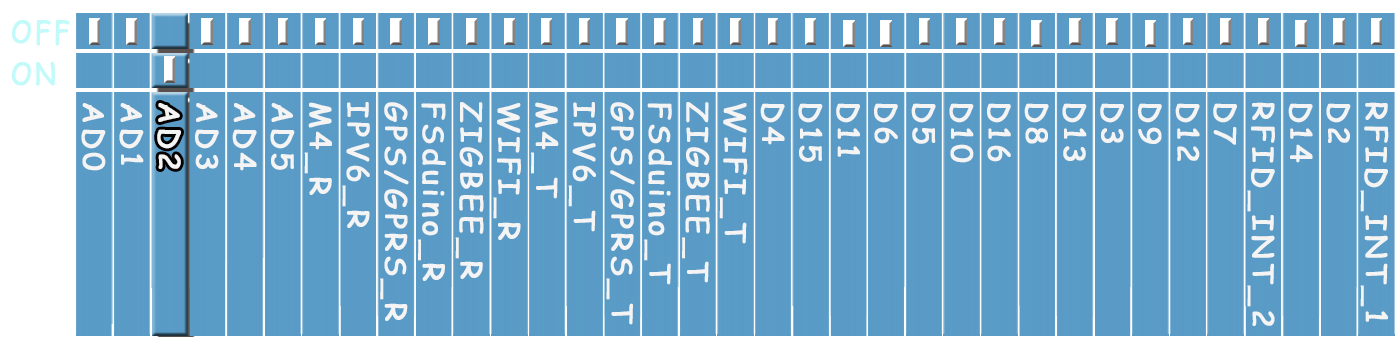 OFF
ON
AD0
AD1
AD2
AD3
AD4
AD5
M4_R
IPV6_R
GPS/GPRS_R
FSduino_R
ZIGBEE_R
WIFI_R
M4_T
IPV6_T
GPS/GPRS_T
FSduino_T
ZIGBEE_T
WIFI_T
D4
D15
D11
D6
D5
D10
D16
D8
D13
D3
D9
D12
D7
RFID_INT_2
D14
D2
RFID_INT_1